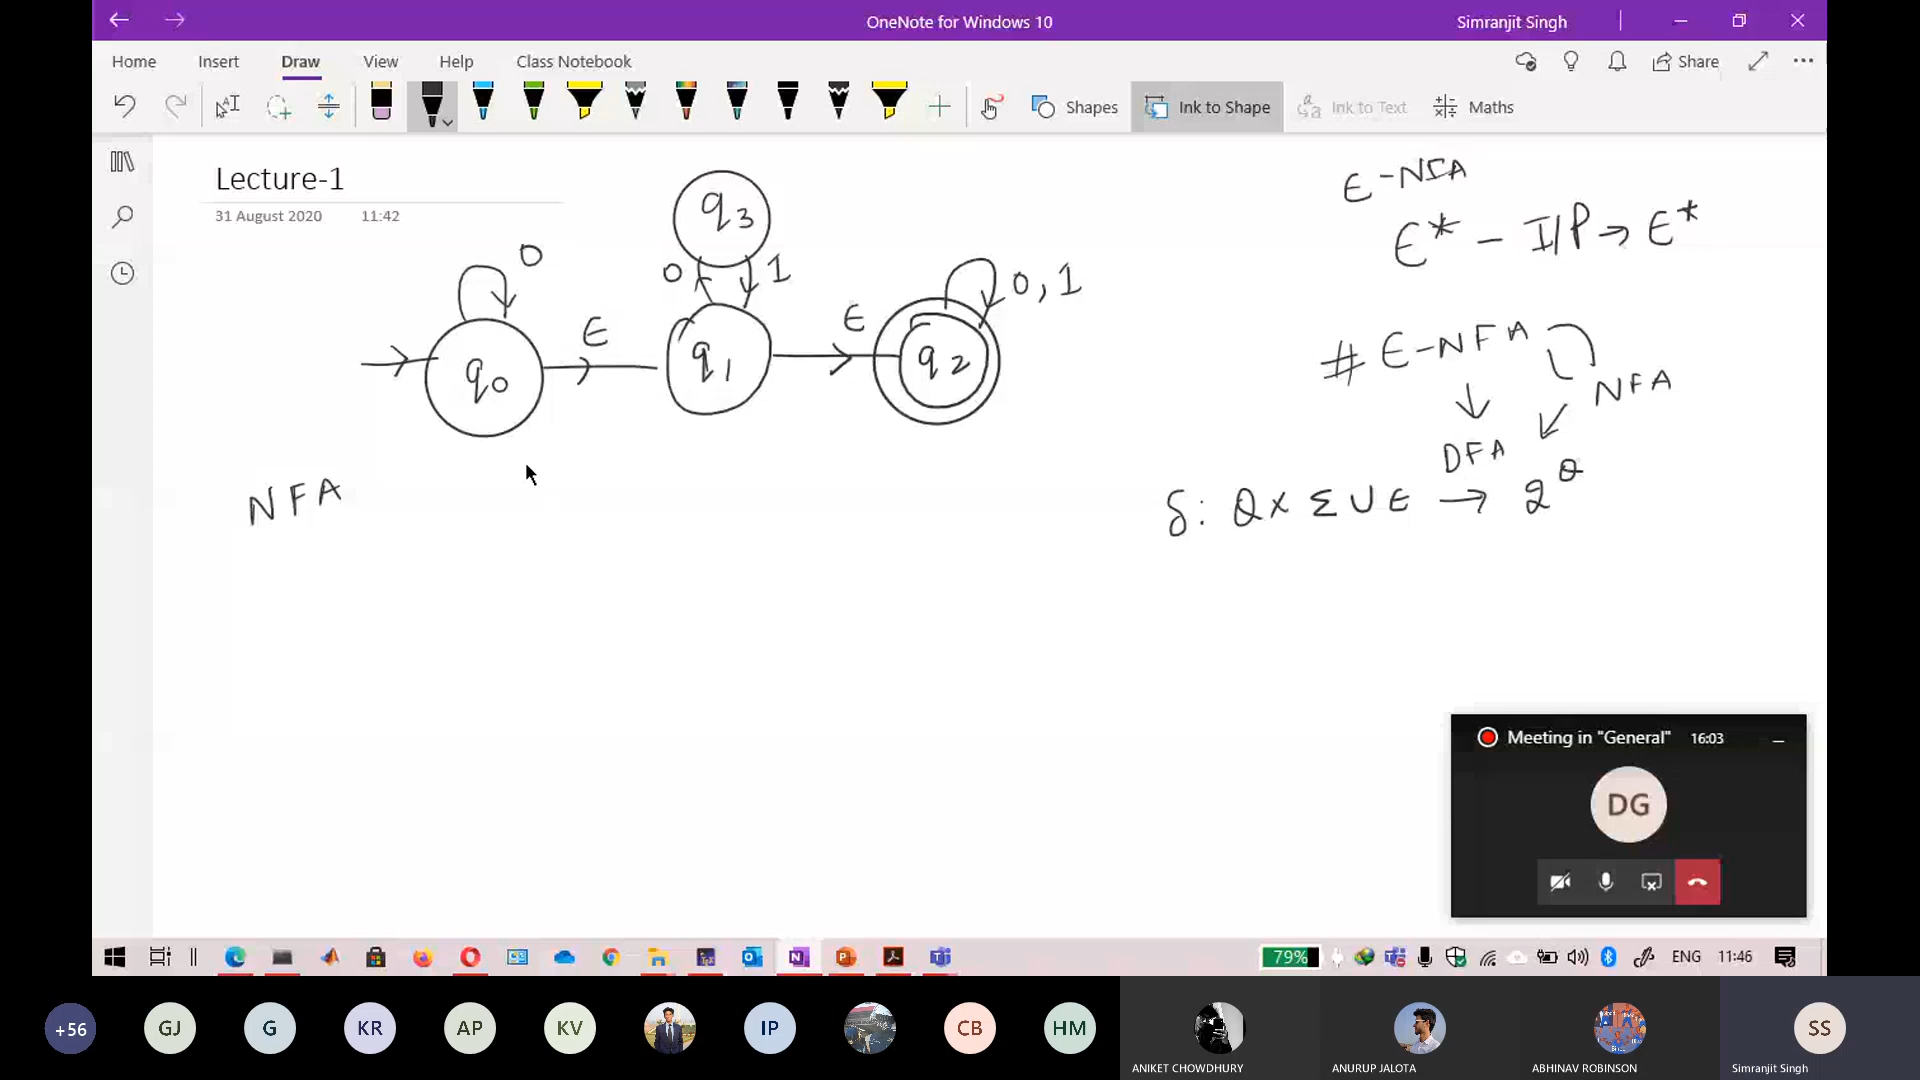 OneNote for Windows 10
Simranjit Singh
Home Insert Draw View Help Class Notebook
Share
Shapes Ink to Shape Ink to Text Maths
Lecture-1
31 August 2020 11:42
q3
0 1
0
q0
ϵ
q1
ϵ
q2
0,1
NFA
ϵ-NFA
ϵ* - I/P → ϵ*
# ϵ-NFA
NFA
↓
DFA
δ: Q x Σ ∪ ϵ → 2^Q
Meeting in "General" 16:03
DG
79% ENG 11:46
+56 GJ G KR AP KV IP CB HM SS
ANIKET CHOWDHURY ANURUP JALOTA ABHINAV ROBINSON Simranjit Singh